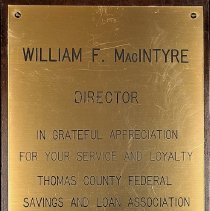 WILLIAM F. MacINTYRE
DIRECTOR
IN GRATEFUL APPRECIATION
FOR YOUR SERVICE AND LOYALTY
THOMAS COUNTY FEDERAL
SAVINGS AND LOAN ASSOCIATION